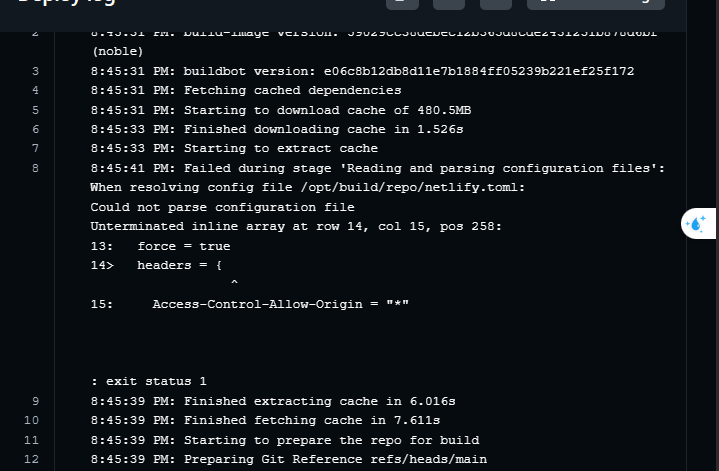 Deploy log
2 8:45:31 PM: build-image version:
(noble)
3 8:45:31 PM: buildbot version: e06c8b12db8d11e7b1884ff05239b221ef25f172
4 8:45:31 PM: Fetching cached dependencies
5 8:45:31 PM: Starting to download cache of 480.5MB
6 8:45:33 PM: Finished downloading cache in 1.526s
7 8:45:33 PM: Starting to extract cache
8 8:45:41 PM: Failed during stage 'Reading and parsing configuration files':
When resolving config file /opt/build/repo/netlify.toml:
Could not parse configuration file
Unterminated inline array at row 14, col 15, pos 258:
13:   force = true
14>   headers = {
^
15:     Access-Control-Allow-Origin = "*"
: exit status 1
9 8:45:39 PM: Finished extracting cache in 6.016s
10 8:45:39 PM: Finished fetching cache in 7.611s
11 8:45:39 PM: Starting to prepare the repo for build
12 8:45:39 PM: Preparing Git Reference refs/heads/main